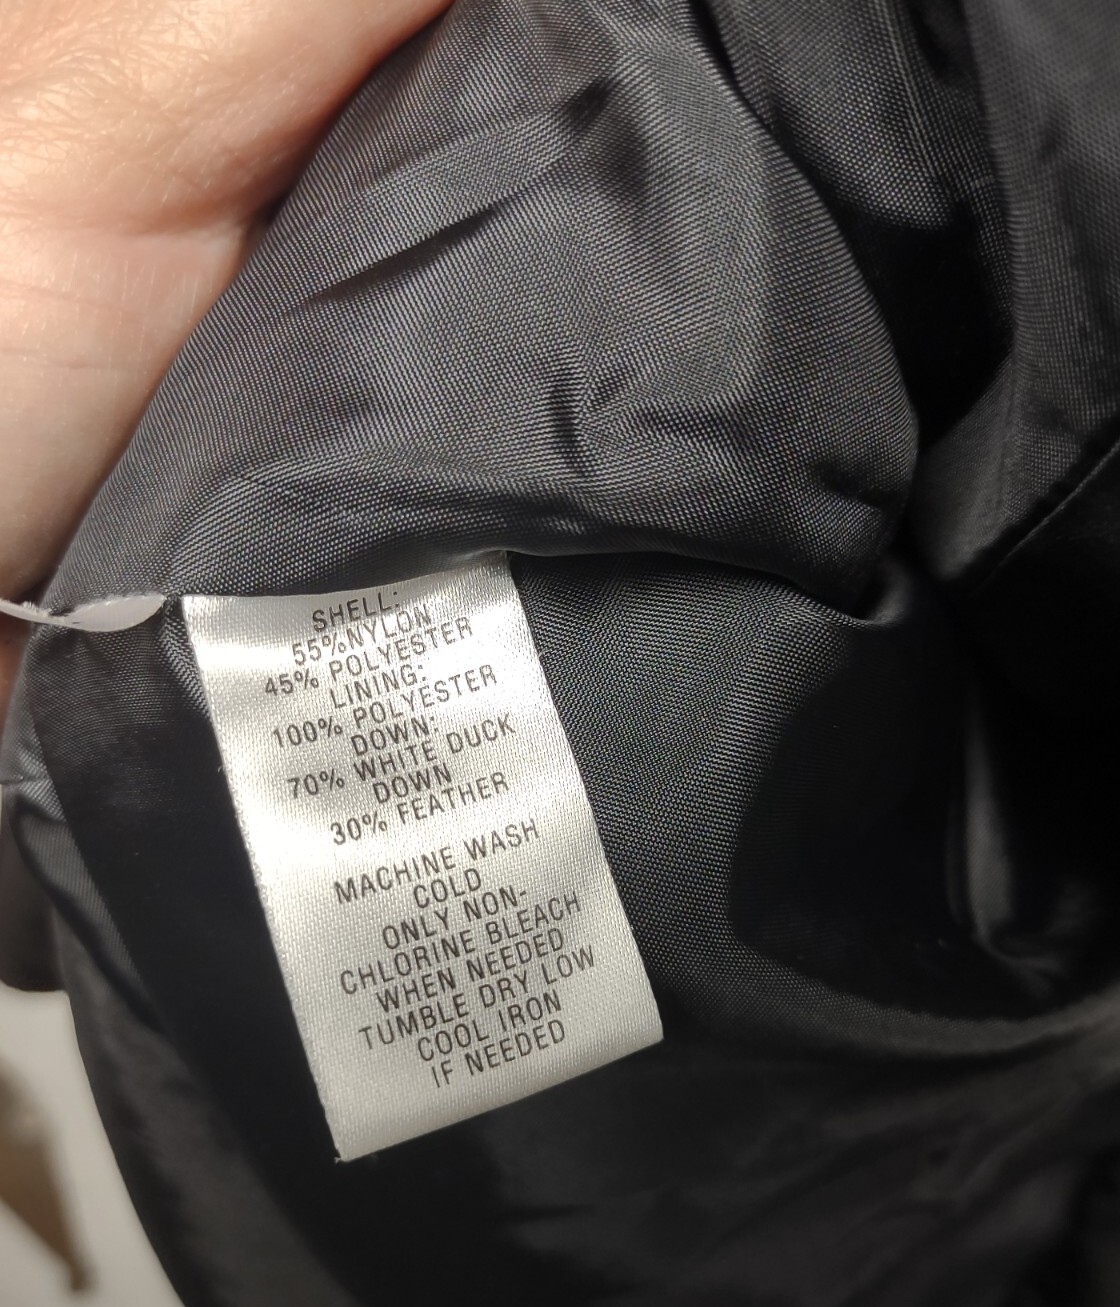 SHELL:
55%NYLON
45% POLYESTER
LINING:
100% POLYESTER
DOWN:
70% WHITE DUCK
DOWN
30% FEATHER
MACHINE WASH
COLD
ONLY NON-
CHLORINE BLEACH
WHEN NEEDED
TUMBLE DRY LOW
COOL IRON
IF NEEDED